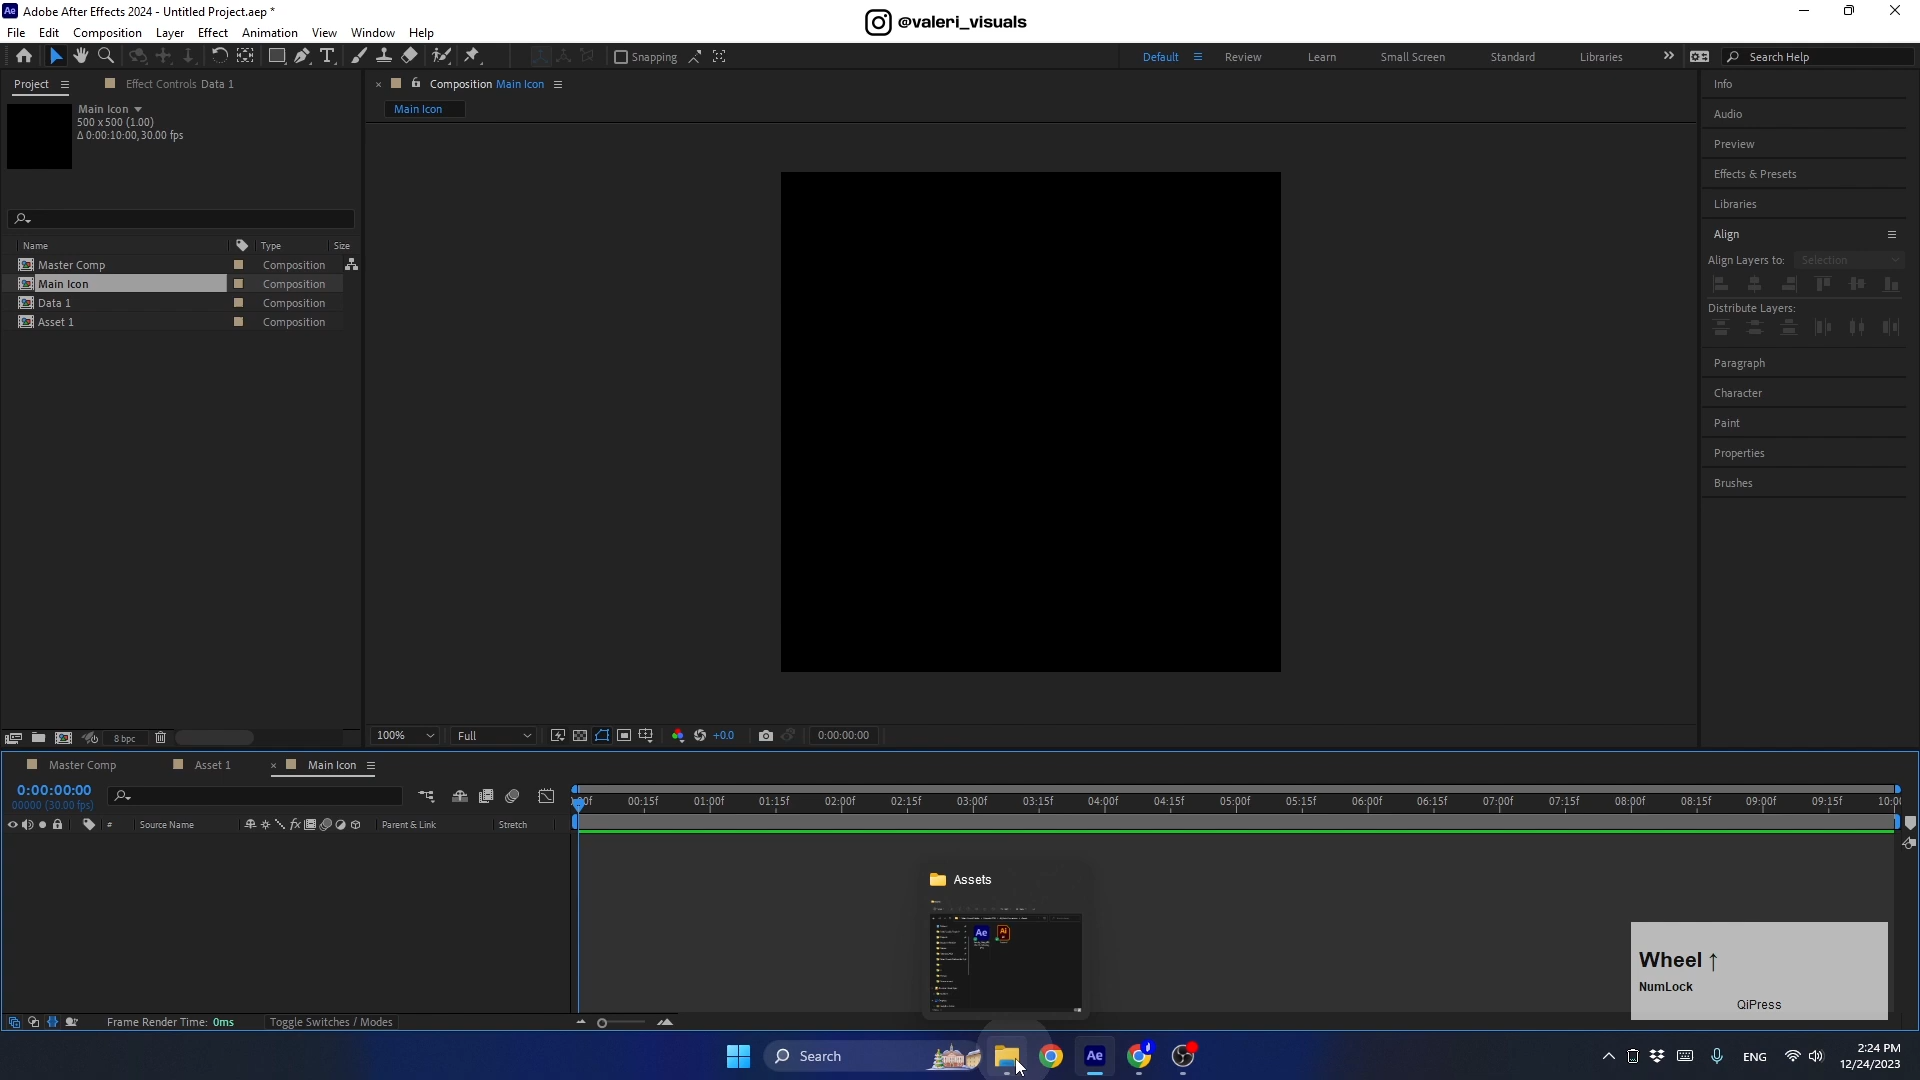 Adobe After Effects 2024 - Untitled Project.aep *
@valeri_visuals
File Edit Composition Layer Effect Animation View Window Help
Snapping
Default Review Learn Small Screen Standard Libraries Search Help
Project Effect Controls Data 1
Composition Main Icon
Info
Main Icon
500 x 500 (1.00)
Δ 0:00:10:00, 30.00 fps
Main Icon
Audio
Preview
Effects & Presets
Libraries
Align
Align Layers to: Selection
Distribute Layers:
Paragraph
Character
Paint
Properties
Brushes
Name Type Size
Master Comp Composition
Main Icon Composition
Data 1 Composition
Asset 1 Composition
8 bpc
100% Full +0.0 0:00:00:00
Master Comp Asset 1 Main Icon
0:00:00:00
00000 (30.00 fps)
00:15f 01:00f 01:15f 02:00f 02:15f 03:00f 03:15f 04:00f 04:15f 05:00f 05:15f 06:00f 06:15f 07:00f 07:15f 08:00f 08:15f 09:00f 09:15f
# Source Name Parent & Link Stretch
Assets
Wheel ↑
NumLock
QiPress
Frame Render Time: 0ms Toggle Switches / Modes
Search
ENG
2:24 PM
12/24/2023